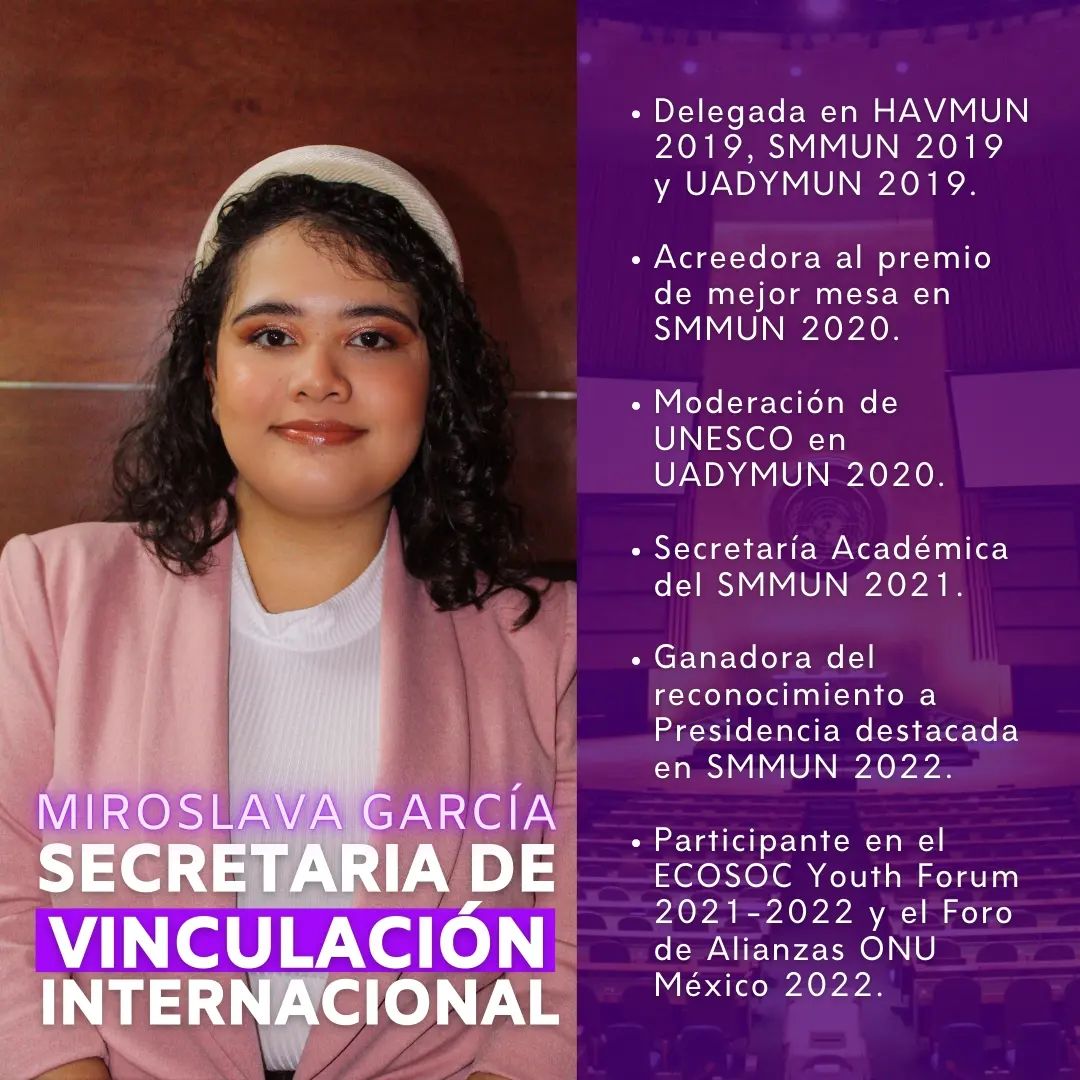 MIROSLAVA GARCÍA
SECRETARIA DE
VINCULACIÓN
INTERNACIONAL
• Delegada en HAVMUN
2019, SMMUN 2019
y UADYMUN 2019.
• Acreedora al premio
de mejor mesa en
SMMUN 2020.
• Moderación de
UNESCO en
UADYMUN 2020.
• Secretaría Académica
del SMMUN 2021.
• Ganadora del
reconocimiento a
Presidencia destacada
en SMMUN 2022.
• Participante en el
ECOSOC Youth Forum
2021-2022 y el Foro
de Alianzas ONU
México 2022.